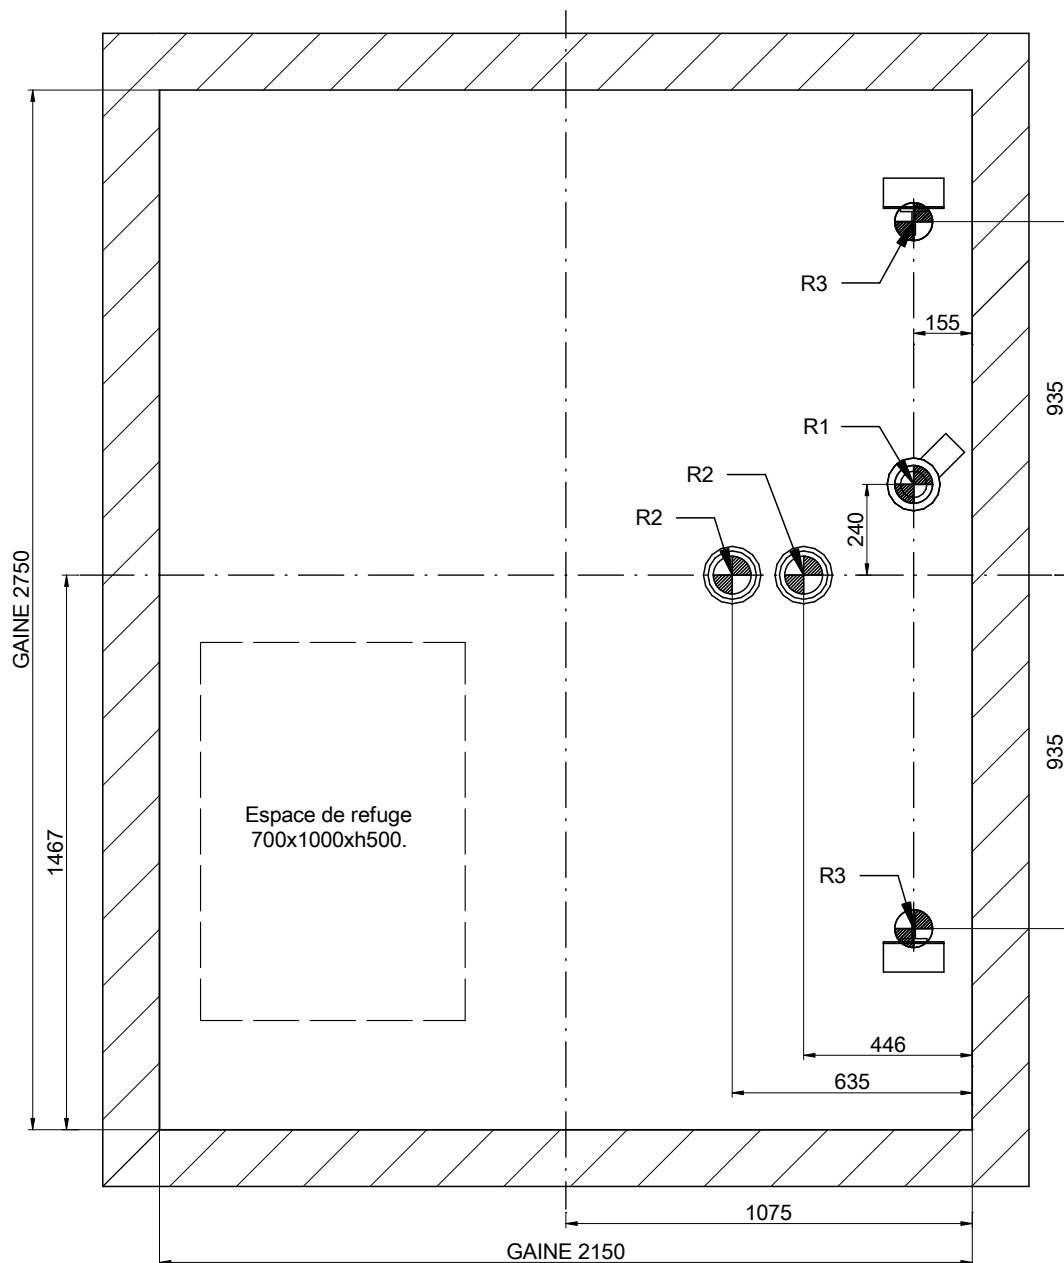 R3
155
935
R1
R2
240
R2
GAINE 2750
935
Espace de refuge
700x1000xh500.
1467
R3
446
635
1075
GAINE 2150